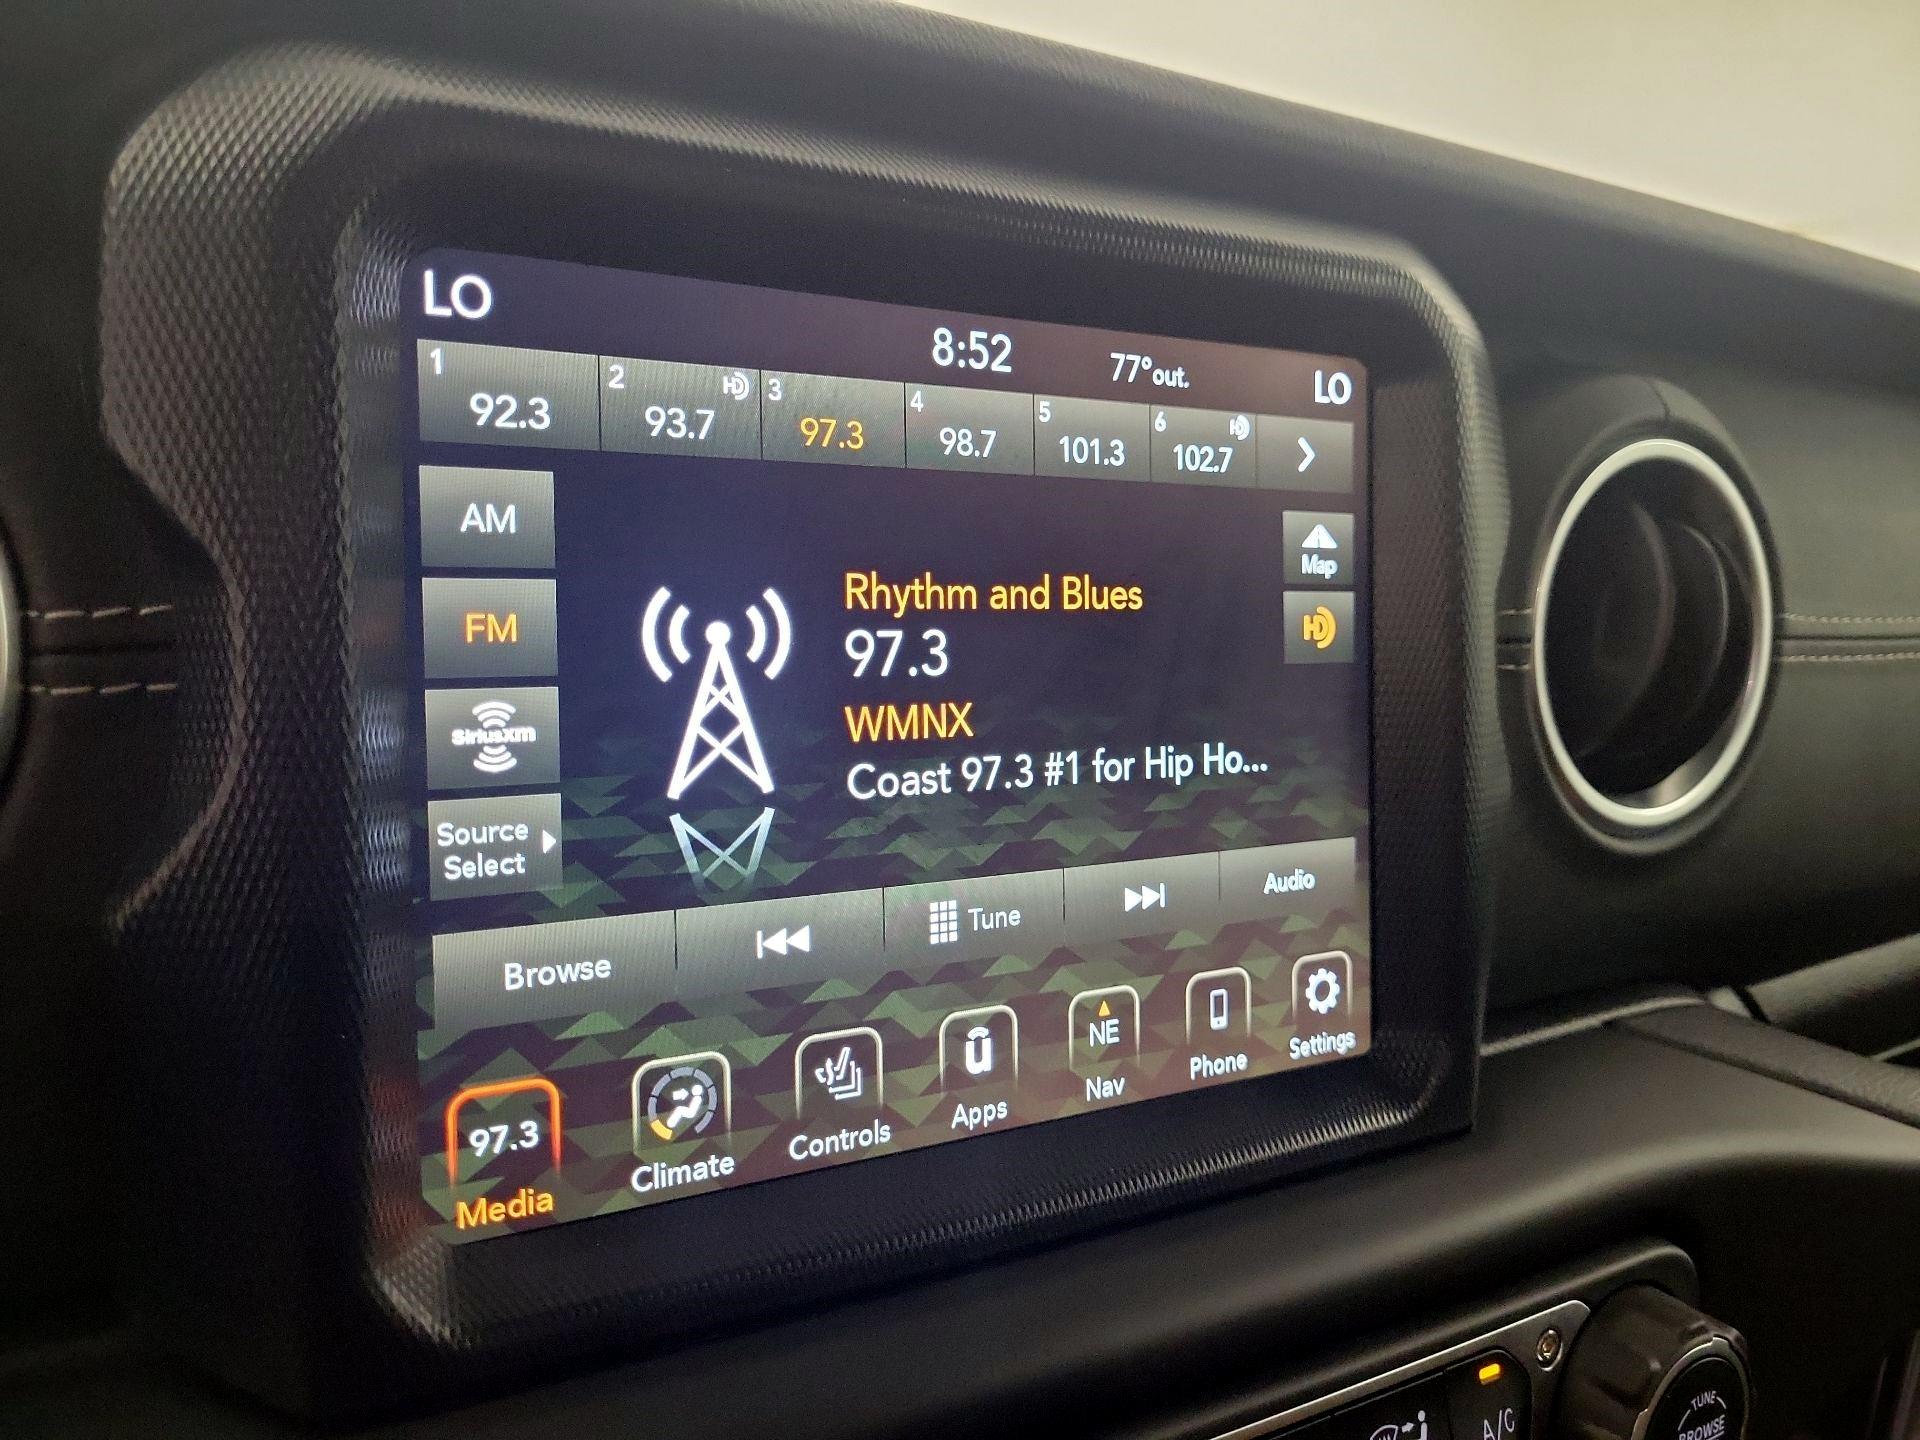 LO
8:52
77°out.
LO
1
92.3
2
HD
93.7
3
97.3
4
98.7
5
101.3
6
HD
102.7
AM
FM
SiriusXM
Source
Select
Rhythm and Blues
97.3
WMNX
Coast 97.3 #1 for Hip Ho...
Map
HD
Browse
Tune
Audio
97.3
Media
Climate
Controls
u
Apps
NE
Nav
Phone
Settings
A/C
TUNE
BROWSE